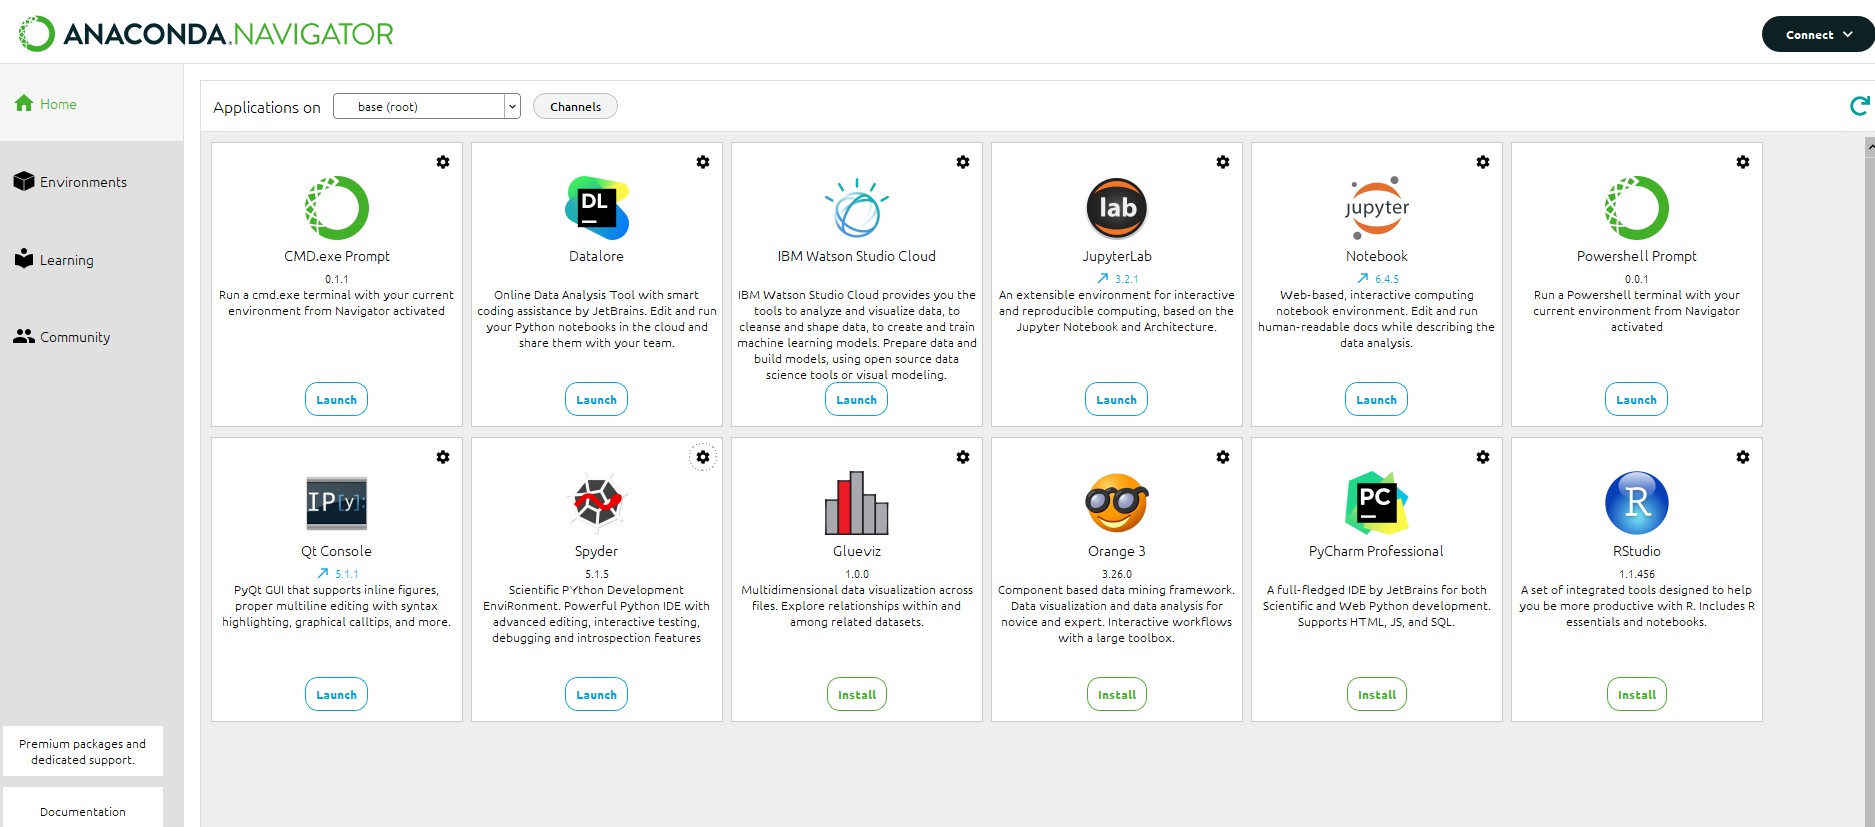 ANACONDA.NAVIGATOR
Connect
Home
Environments
Learning
Community
Premium packages and
dedicated support.
Documentation
Applications on
base (root)
Channels
CMD.exe Prompt
0.1.1
Run a cmd.exe terminal with your current
environment from Navigator activated
Launch
DL
Datalore
Online Data Analysis Tool with smart
coding assistance by JetBrains. Edit and run
your Python notebooks in the cloud and
share them with your team.
Launch
IBM Watson Studio Cloud
IBM Watson Studio Cloud provides you the
tools to analyze and visualize data, to
cleanse and shape data, to create and train
machine learning models. Prepare data and
build models, using open source data
science tools or visual modeling.
Launch
lab
JupyterLab
3.2.1
An extensible environment for interactive
and reproducible computing, based on the
Jupyter Notebook and Architecture.
Launch
jupyter
Notebook
6.4.5
Web-based, interactive computing
notebook environment. Edit and run
human-readable docs while describing the
data analysis.
Launch
Powershell Prompt
0.0.1
Run a Powershell terminal with your
current environment from Navigator
activated
Launch
IP[y]:
Qt Console
5.1.1
PyQt GUI that supports inline figures,
proper multiline editing with syntax
highlighting, graphical calltips, and more.
Launch
Spyder
5.1.5
Scientific PYthon Development
EnviRonment. Powerful Python IDE with
advanced editing, interactive testing,
debugging and introspection features
Launch
Glueviz
1.0.0
Multidimensional data visualization across
files. Explore relationships within and
among related datasets.
Install
Orange 3
3.26.0
Component based data mining framework.
Data visualization and data analysis for
novice and expert. Interactive workflows
with a large toolbox.
Install
PC
PyCharm Professional
A full-fledged IDE by JetBrains for both
Scientific and Web Python development.
Supports HTML, JS, and SQL.
Install
R
RStudio
1.1.456
A set of integrated tools designed to help
you be more productive with R. Includes R
essentials and notebooks.
Install